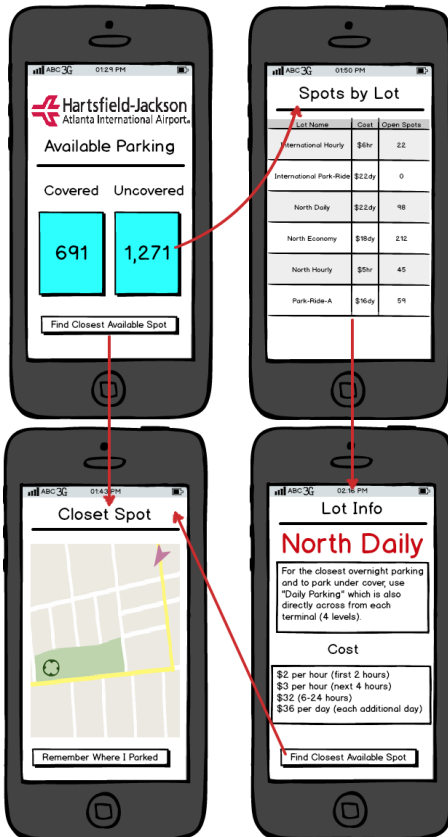 ABC 3G 01:29 PM
Hartsfield-Jackson
Atlanta International Airport.
Available Parking
Covered Uncovered
691 1,271
Find Closest Available Spot
ABC 3G 01:50 PM
Spots by Lot
Lot Name Cost Open Spots
International Hourly $6hr 22
International Park-Ride $22dy 0
North Daily $22dy 98
North Economy $18dy 212
North Hourly $5hr 45
Park-Ride-A $16dy 59
ABC 3G 01:43 PM
Closet Spot
Remember Where I Parked
ABC 3G 02:16 PM
Lot Info
North Daily
For the closest overnight parking
and to park under cover, use
"Daily Parking" which is also
directly across from each
terminal (4 levels).
Cost
$2 per hour (first 2 hours)
$3 per hour (next 4 hours)
$32 (6-24 hours)
$36 per day (each additional day)
Find Closest Available Spot